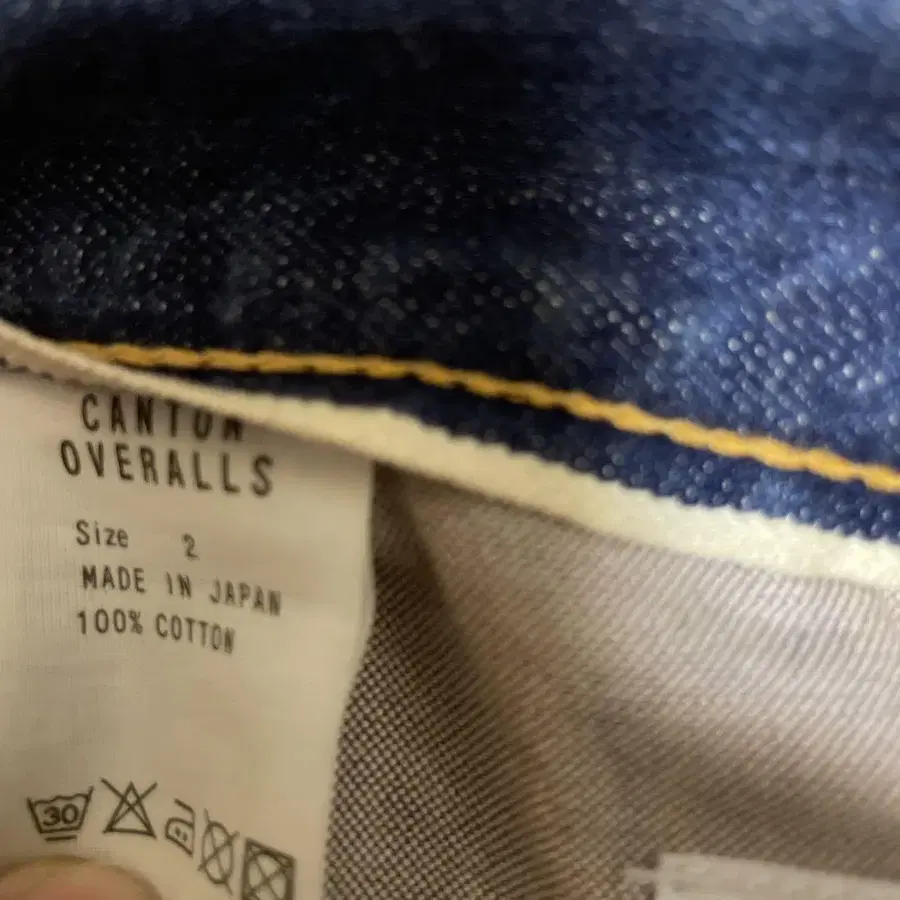 CANTON
OVERALLS
Size 2
MADE IN JAPAN
100% COTTON
30